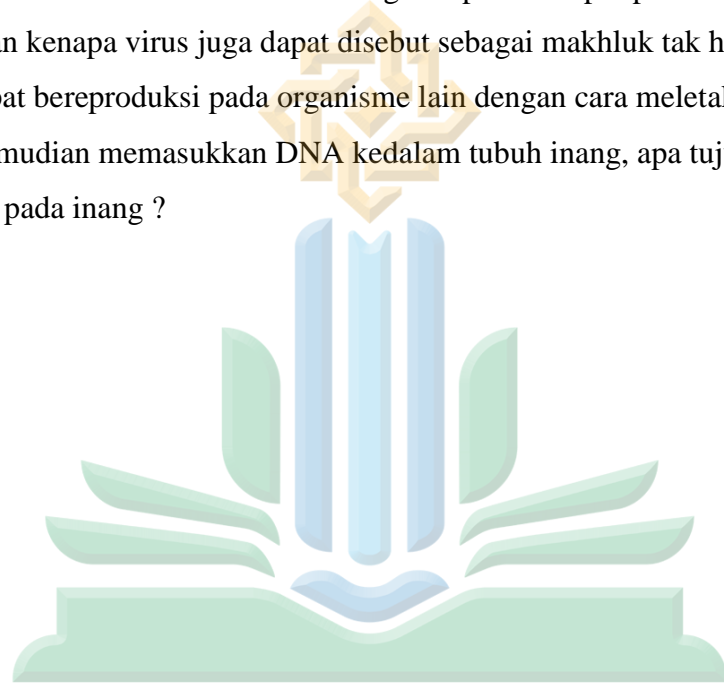 an kenapa virus juga dapat disebut sebagai makhluk tak h
at bereproduksi pada organisme lain dengan cara meleta
mudian memasukkan DNA kedalam tubuh inang, apa tuj
pada inang ?